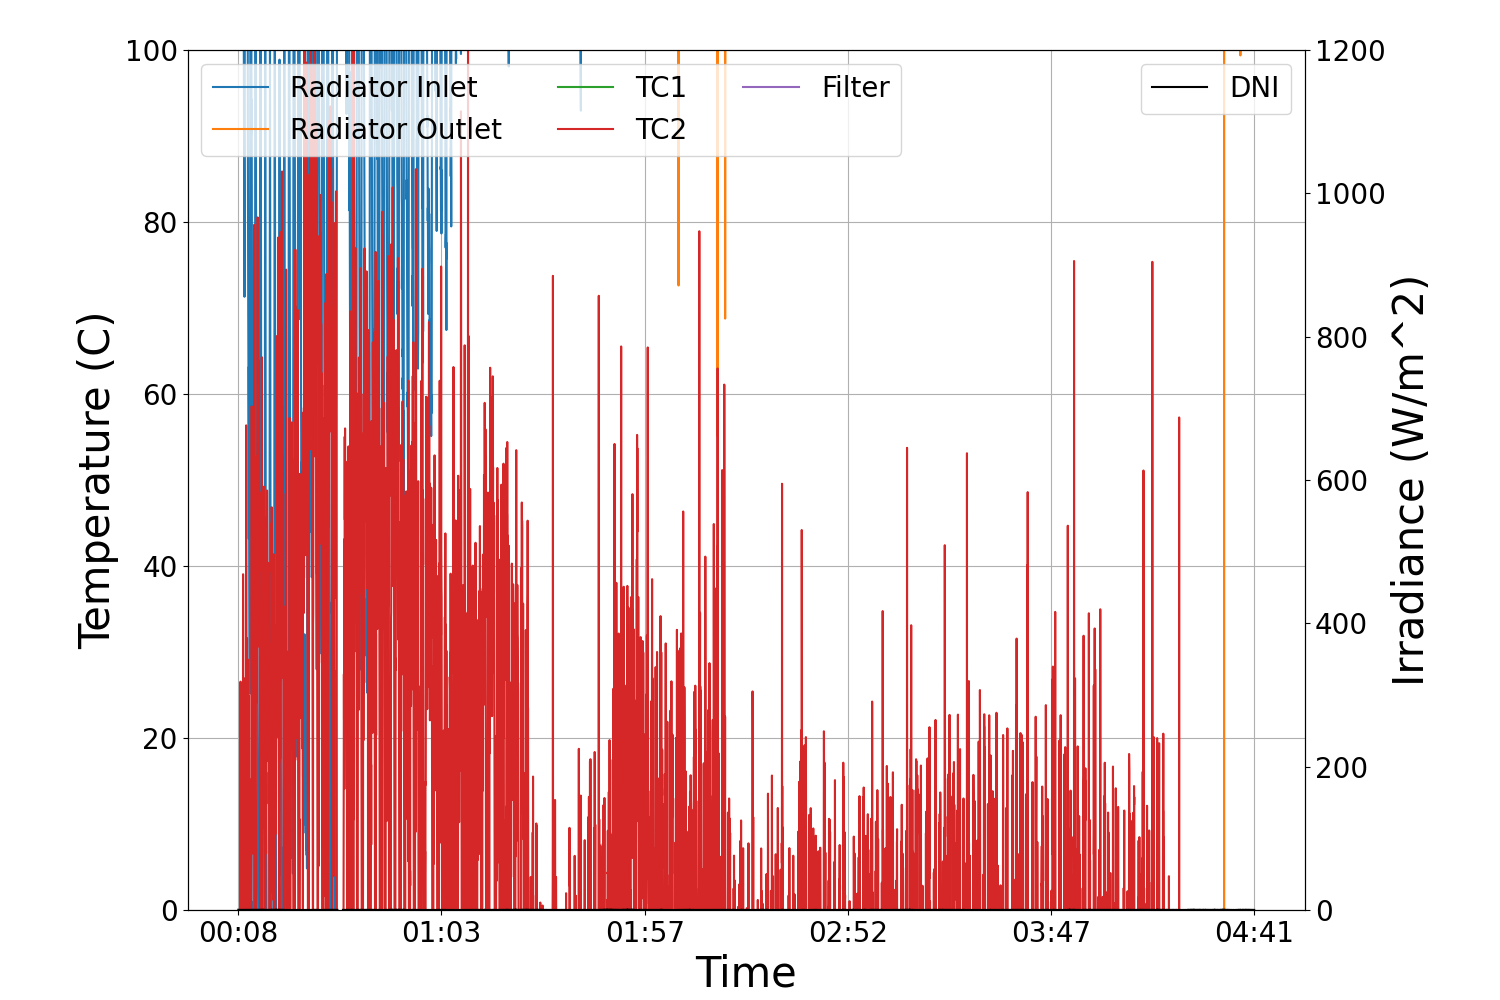 100
80
60
40
20
0
Temperature (C)
Radiator Inlet
Radiator Outlet
TC1
TC2
Filter
DNI
1200
1000
800
600
400
200
0
Irradiance (W/m^2)
00:08
01:03
01:57
02:52
03:47
04:41
Time